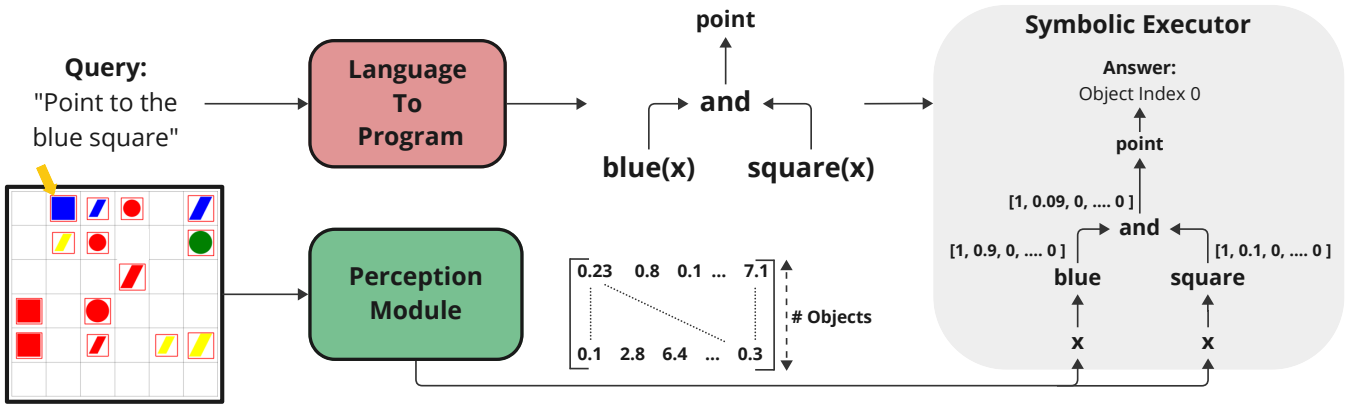 Query:
"Point to the
blue square"
Language
To
Program
point
and
blue(x)
square(x)
Perception
Module
0.23 0.8 0.1 ... 7.1
0.1 2.8 6.4 ... 0.3
# Objects
Symbolic Executor
Answer:
Object Index 0
point
[1, 0.09, 0, .... 0 ]
and
[1, 0.9, 0, .... 0 ]
[1, 0.1, 0, .... 0 ]
blue
square
x
x